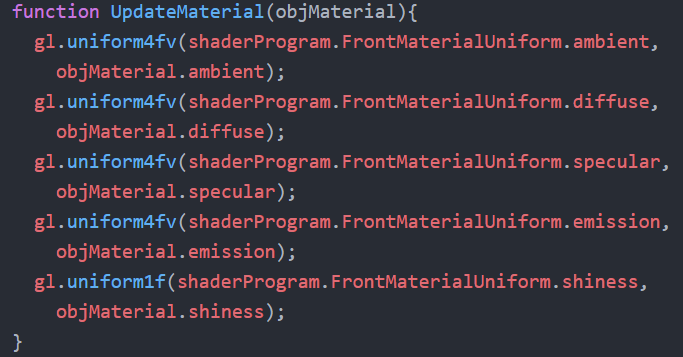 function UpdateMaterial(objMaterial){
gl.uniform4fv(shaderProgram.FrontMaterialUniform.ambient,
objMaterial.ambient);
gl.uniform4fv(shaderProgram.FrontMaterialUniform.diffuse,
objMaterial.diffuse);
gl.uniform4fv(shaderProgram.FrontMaterialUniform.specular,
objMaterial.specular);
gl.uniform4fv(shaderProgram.FrontMaterialUniform.emission,
objMaterial.emission);
gl.uniform1f(shaderProgram.FrontMaterialUniform.shiness,
objMaterial.shiness);
}